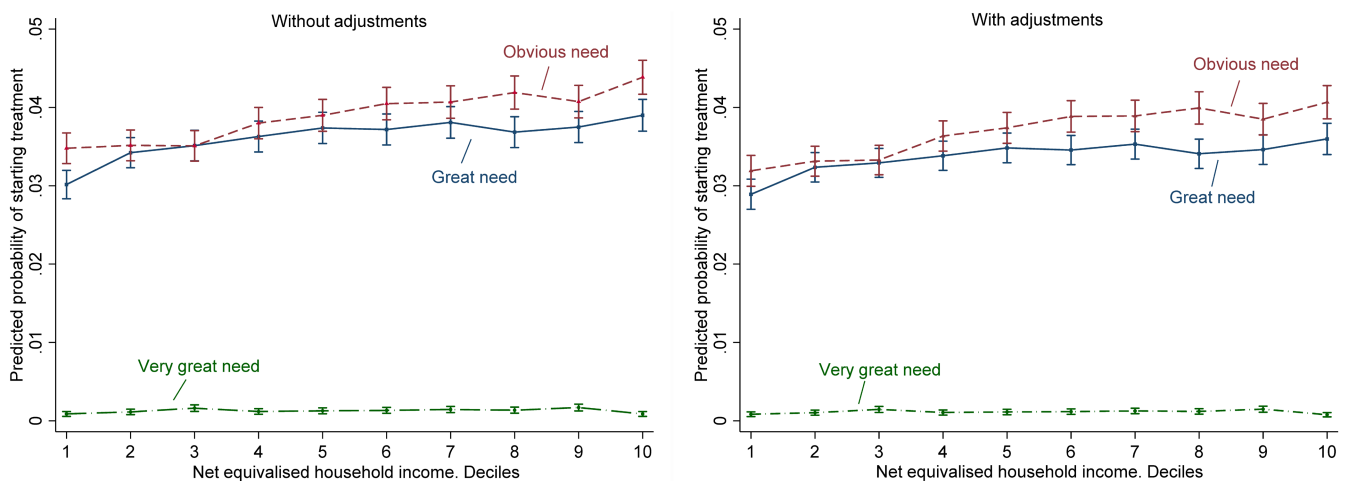 Without adjustments
Predicted probability of starting treatment
.05
.04
.03
.02
.01
0
Obvious need
Great need
Very great need
1 2 3 4 5 6 7 8 9 10
Net equivalised household income. Deciles
With adjustments
Predicted probability of starting treatment
.05
.04
.03
.02
.01
0
Obvious need
Great need
Very great need
1 2 3 4 5 6 7 8 9 10
Net equivalised household income. Deciles